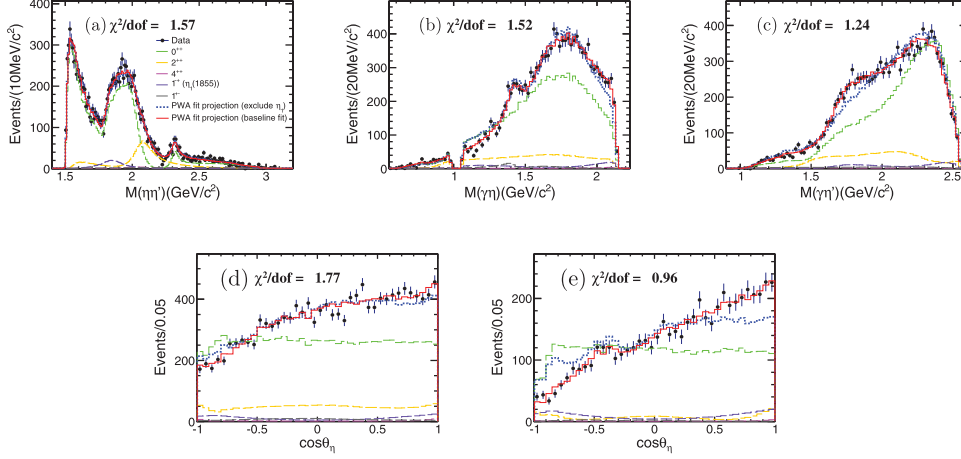 (a) χ²/dof = 1.57
Events/(10MeV/c²)
0
100
200
300
400
1.5
2
2.5
3
M(ηη′)(GeV/c²)
Data
0⁺⁺
2⁺⁺
4⁺⁺
1⁻⁺ (η₁(1855))
PWA fit projection (exclude η₁)
PWA fit projection (baseline fit)
(b) χ²/dof = 1.52
Events/(20MeV/c²)
0
100
200
300
400
1
1.5
2
M(γη)(GeV/c²)
(c) χ²/dof = 1.24
Events/(20MeV/c²)
0
100
200
300
400
1
1.5
2
2.5
M(γη′)(GeV/c²)
(d) χ²/dof = 1.77
Events/0.05
0
200
400
-1
-0.5
0
0.5
1
cosθη
(e) χ²/dof = 0.96
Events/0.05
0
100
200
-1
-0.5
0
0.5
1
cosθη